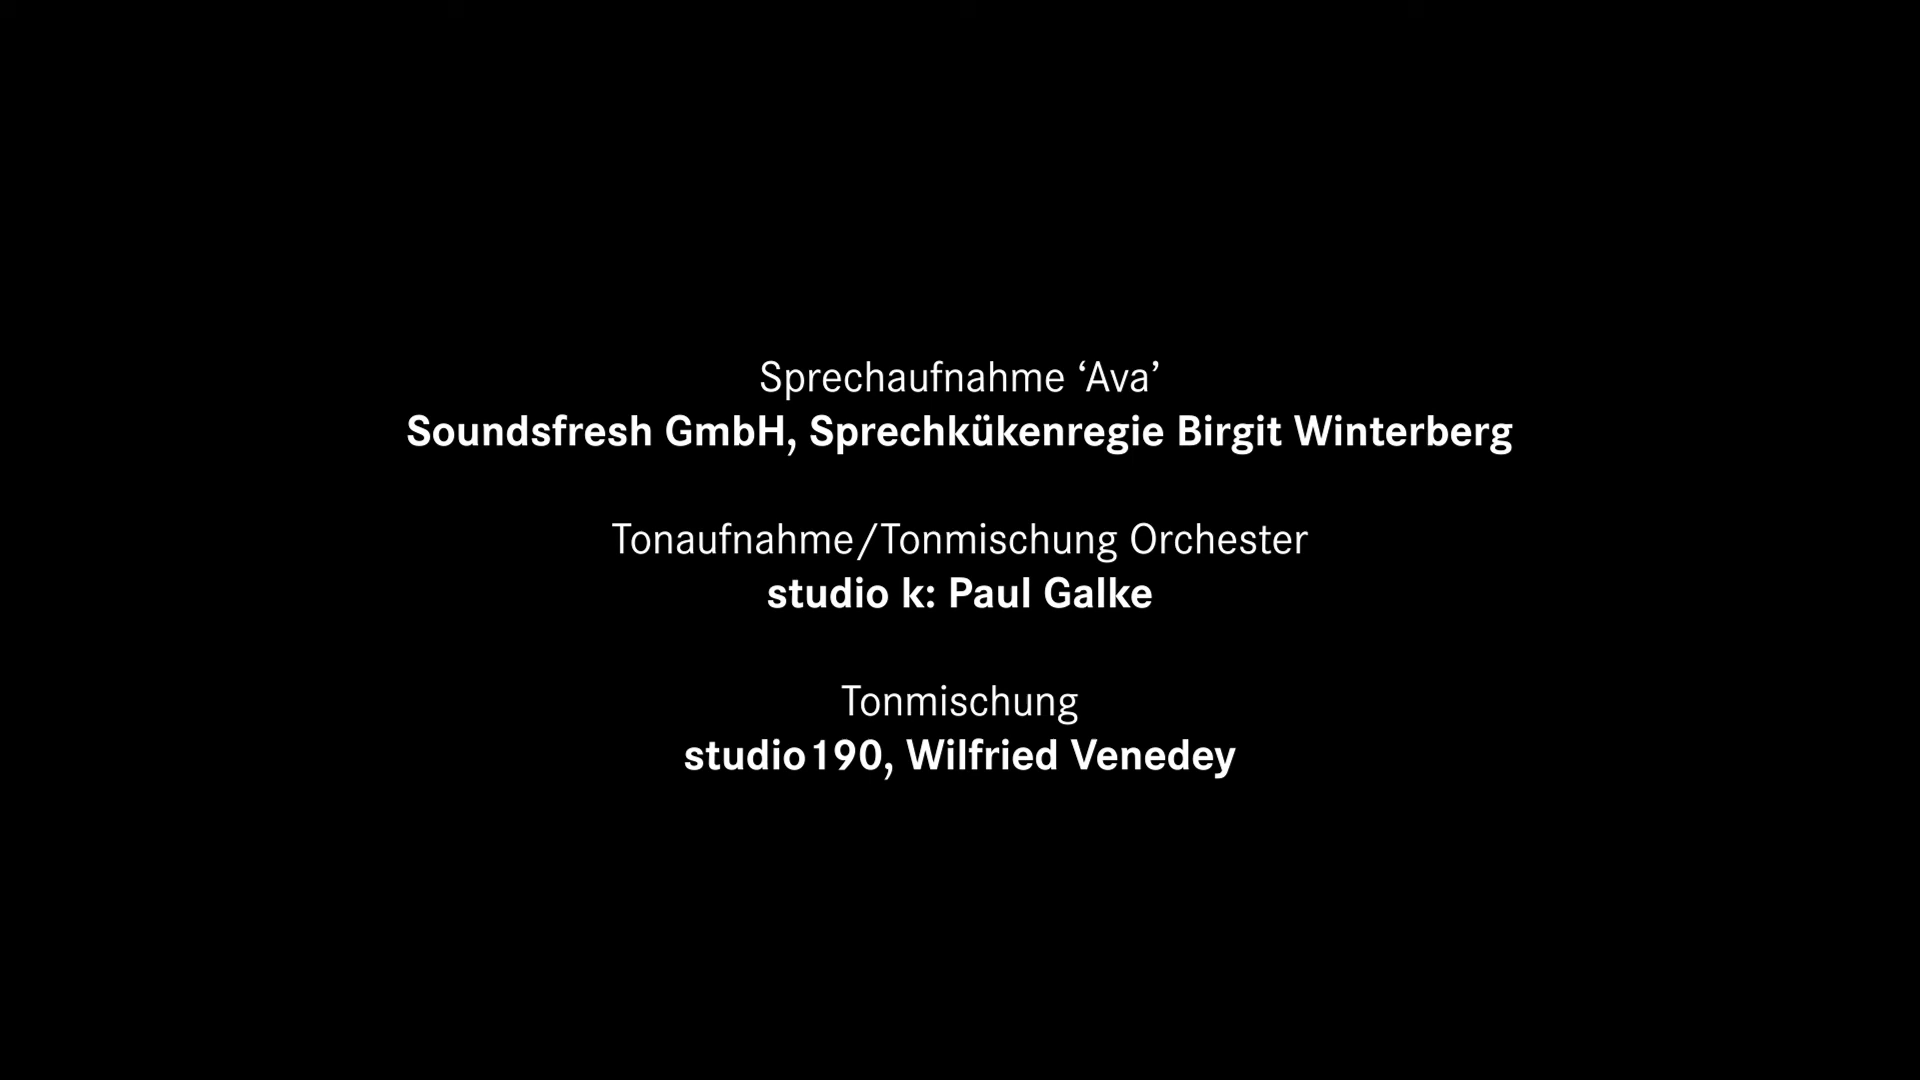 Sprechaufnahme ‘Ava’
Soundsfresh GmbH, Sprechkükenregie Birgit Winterberg
Tonaufnahme/Tonmischung Orchester
studio k: Paul Galke
Tonmischung
studio190, Wilfried Venedey